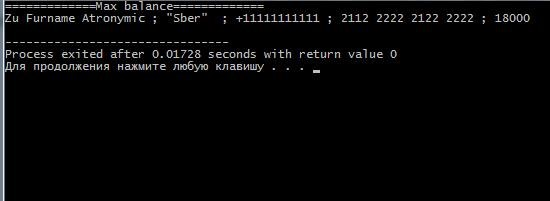 =============Max balance=============
Zu Furname Atronymic ; "Sber"  ; +11111111111 ; 2112 2222 2122 2222 ; 18000
--------------------------------
Process exited after 0.01728 seconds with return value 0
Для продолжения нажмите любую клавишу . . .